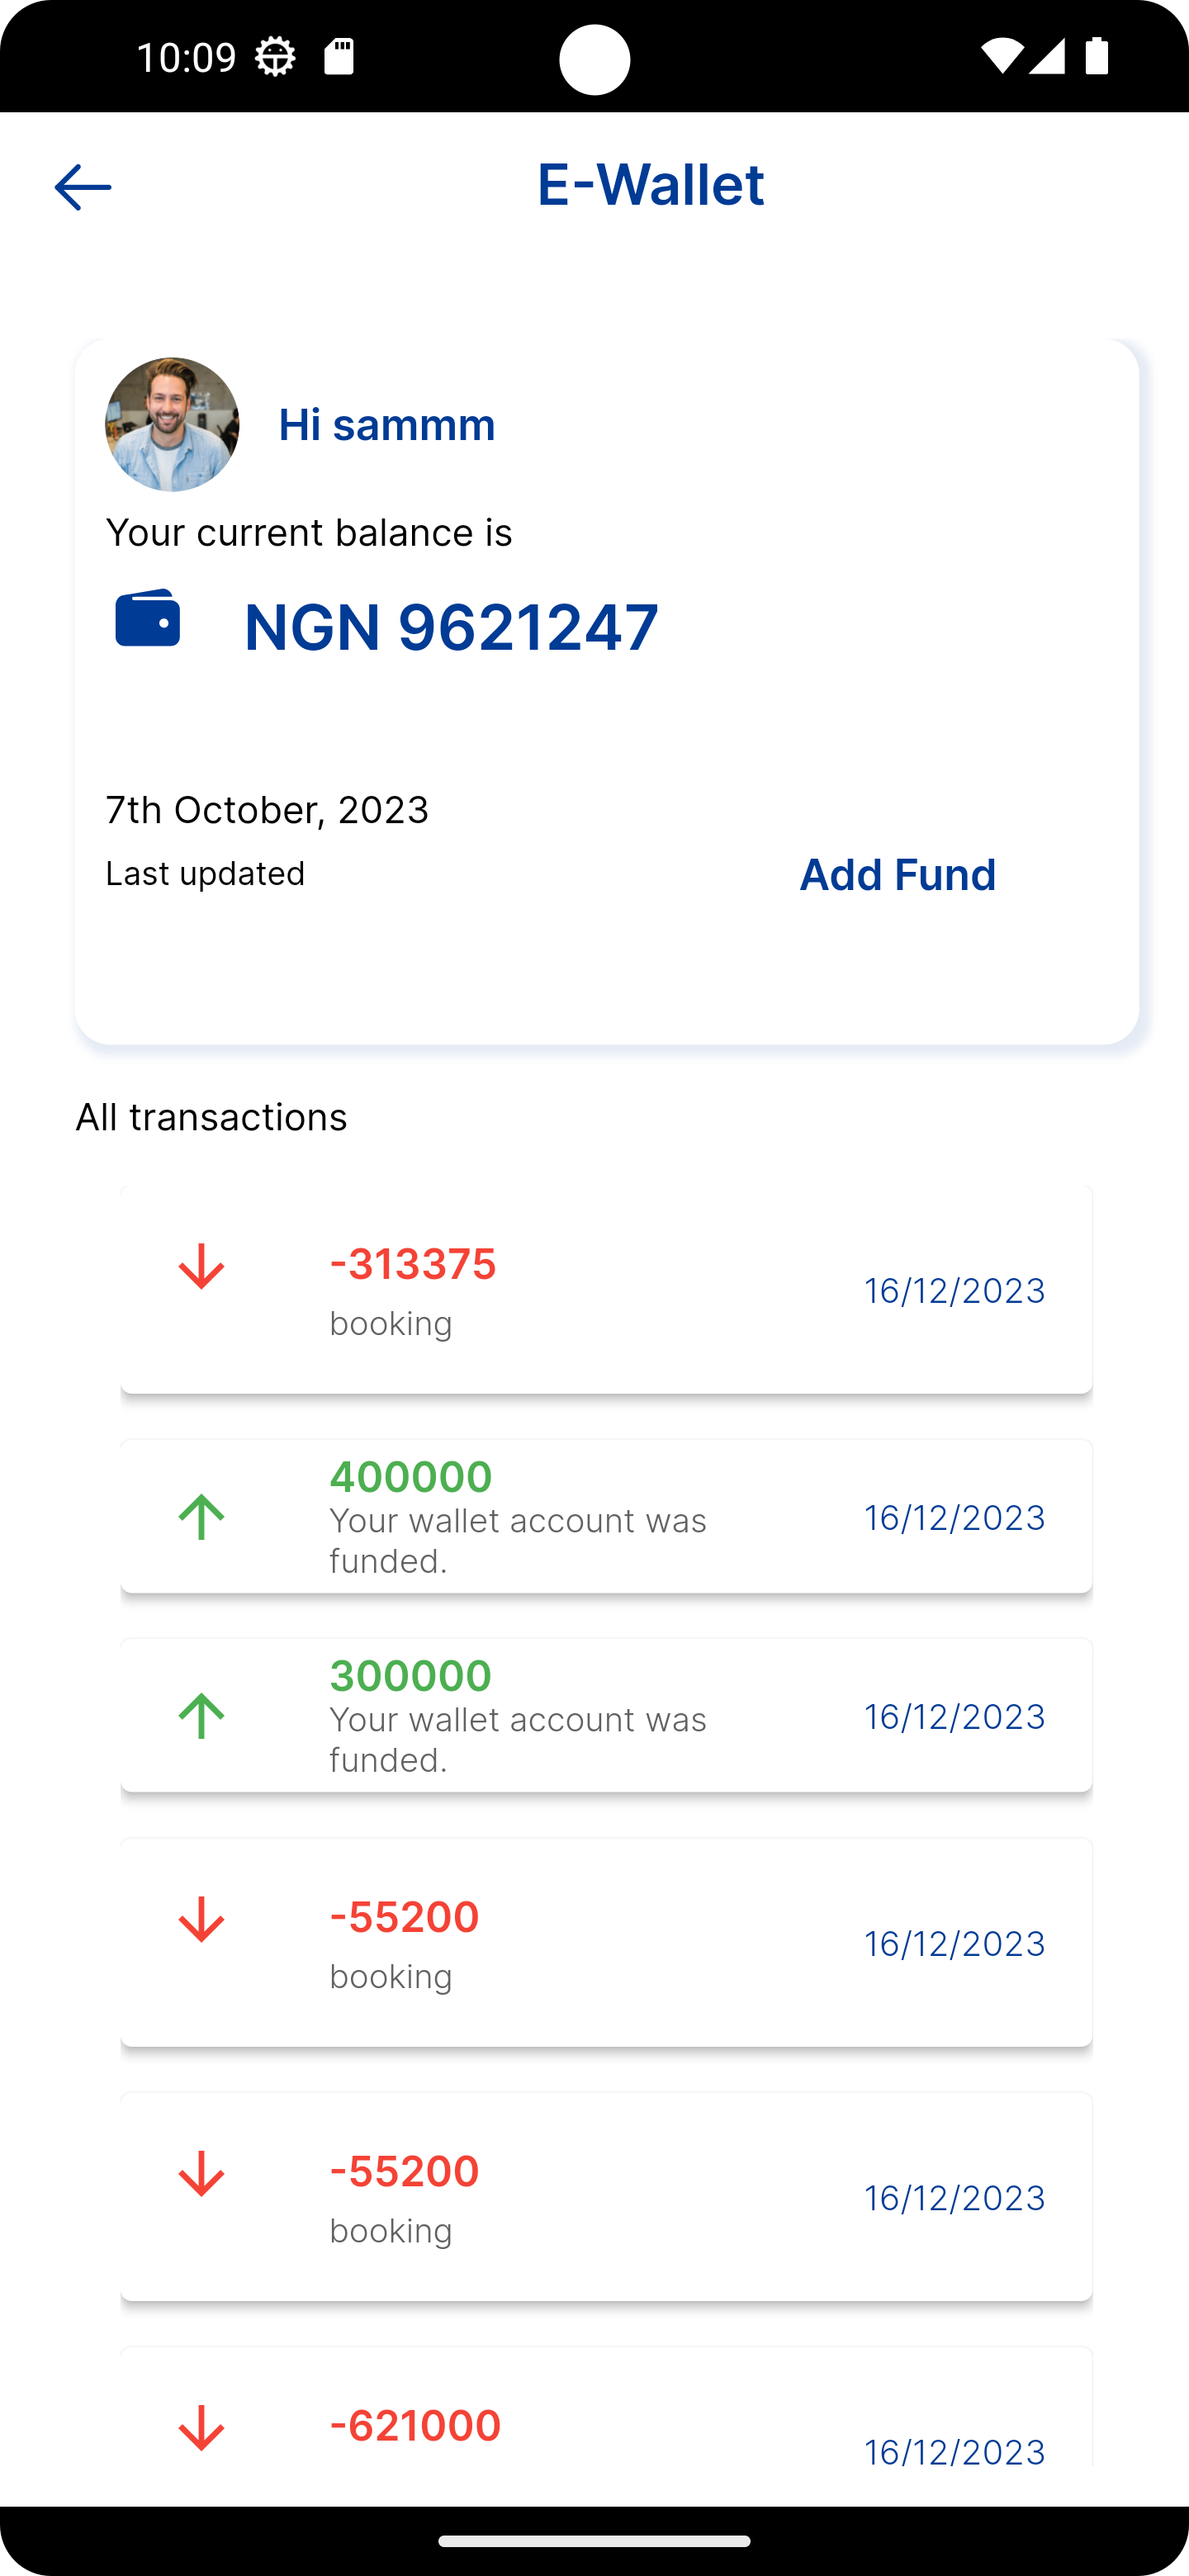 10:09
E-Wallet
Hi sammm
Your current balance is
NGN 9621247
7th October, 2023
Last updated
Add Fund
All transactions
-313375
booking
16/12/2023
400000
Your wallet account was
funded.
16/12/2023
300000
Your wallet account was
funded.
16/12/2023
-55200
booking
16/12/2023
-55200
booking
16/12/2023
-621000
16/12/2023